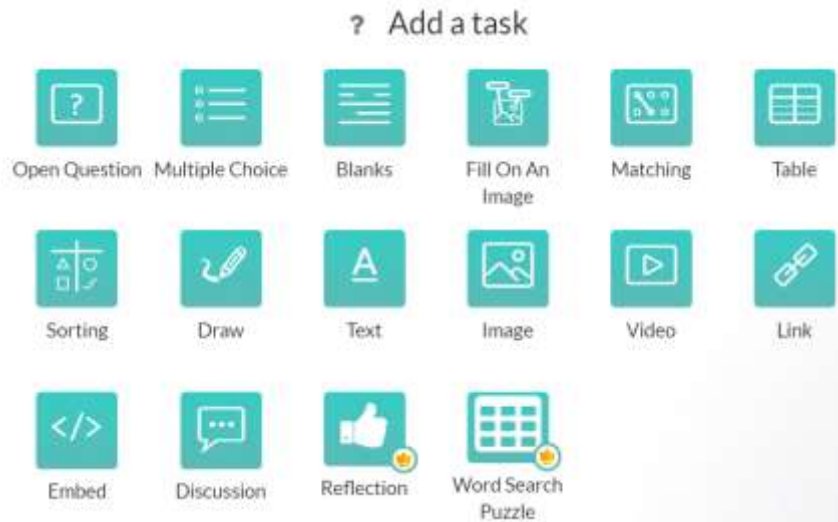 ? Add a task
?
Open Question
Multiple Choice
Blanks
Fill On An
Image
Matching
Table
Sorting
Draw
A
Text
Image
Video
Link
</>
Embed
Discussion
Reflection
Word Search
Puzzle